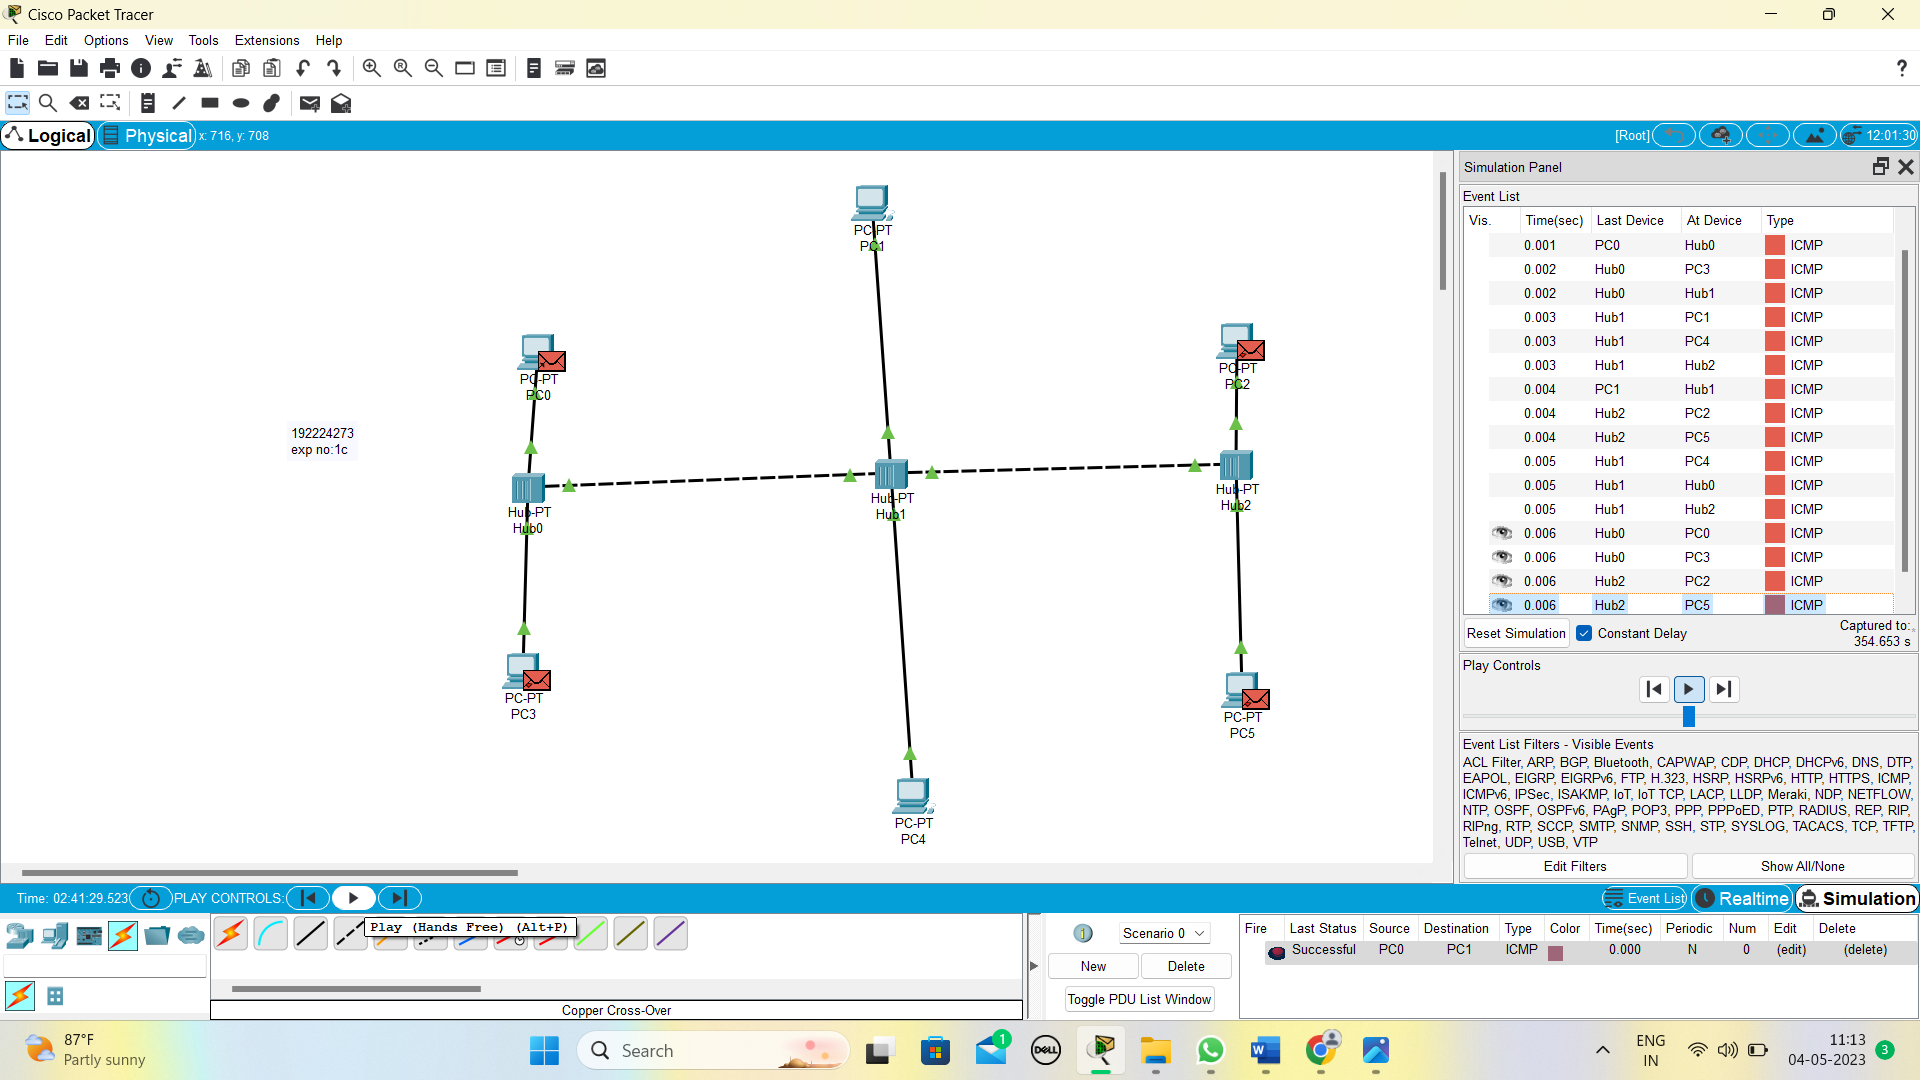 Cisco Packet Tracer
File Edit Options View Tools Extensions Help
?
Logical Physical x: 716, y: 708 [Root] 12:01:30
PC-PT
PC1
PC-PT
PC0
PC-PT
PC2
192224273
exp no:1c
Hub-PT
Hub0
Hub-PT
Hub1
Hub-PT
Hub2
PC-PT
PC3
PC-PT
PC5
PC-PT
PC4
Simulation Panel
Event List
Vis. Time(sec) Last Device At Device Type
0.001 PC0 Hub0 ICMP
0.002 Hub0 PC3 ICMP
0.002 Hub0 Hub1 ICMP
0.003 Hub1 PC1 ICMP
0.003 Hub1 PC4 ICMP
0.003 Hub1 Hub2 ICMP
0.004 PC1 Hub1 ICMP
0.004 Hub2 PC2 ICMP
0.004 Hub2 PC5 ICMP
0.005 Hub1 PC4 ICMP
0.005 Hub1 Hub0 ICMP
0.005 Hub1 Hub2 ICMP
0.006 Hub0 PC0 ICMP
0.006 Hub0 PC3 ICMP
0.006 Hub2 PC2 ICMP
0.006 Hub2 PC5 ICMP
Reset Simulation Constant Delay Captured to:
354.653 s
Play Controls
Event List Filters - Visible Events
ACL Filter, ARP, BGP, Bluetooth, CAPWAP, CDP, DHCP, DHCPv6, DNS, DTP,
EAPOL, EIGRP, EIGRPv6, FTP, H.323, HSRP, HSRPv6, HTTP, HTTPS, ICMP,
ICMPv6, IPSec, ISAKMP, IoT, IoT TCP, LACP, LLDP, Meraki, NDP, NETFLOW,
NTP, OSPF, OSPFv6, PAgP, POP3, PPP, PPPoED, PTP, RADIUS, REP, RIP,
RIPng, RTP, SCCP, SMTP, SNMP, SSH, STP, SYSLOG, TACACS, TCP, TFTP,
Telnet, UDP, USB, VTP
Edit Filters Show All/None
Time: 02:41:29.523 PLAY CONTROLS: Event List Realtime Simulation
Play (Hands Free) (Alt+P)
Copper Cross-Over
Scenario 0
New Delete
Toggle PDU List Window
Fire Last Status Source Destination Type Color Time(sec) Periodic Num Edit Delete
Successful PC0 PC1 ICMP 0.000 N 0 (edit) (delete)
87°F
Partly sunny
Search
1
DELL
W
ENG
IN
11:13
04-05-2023
3